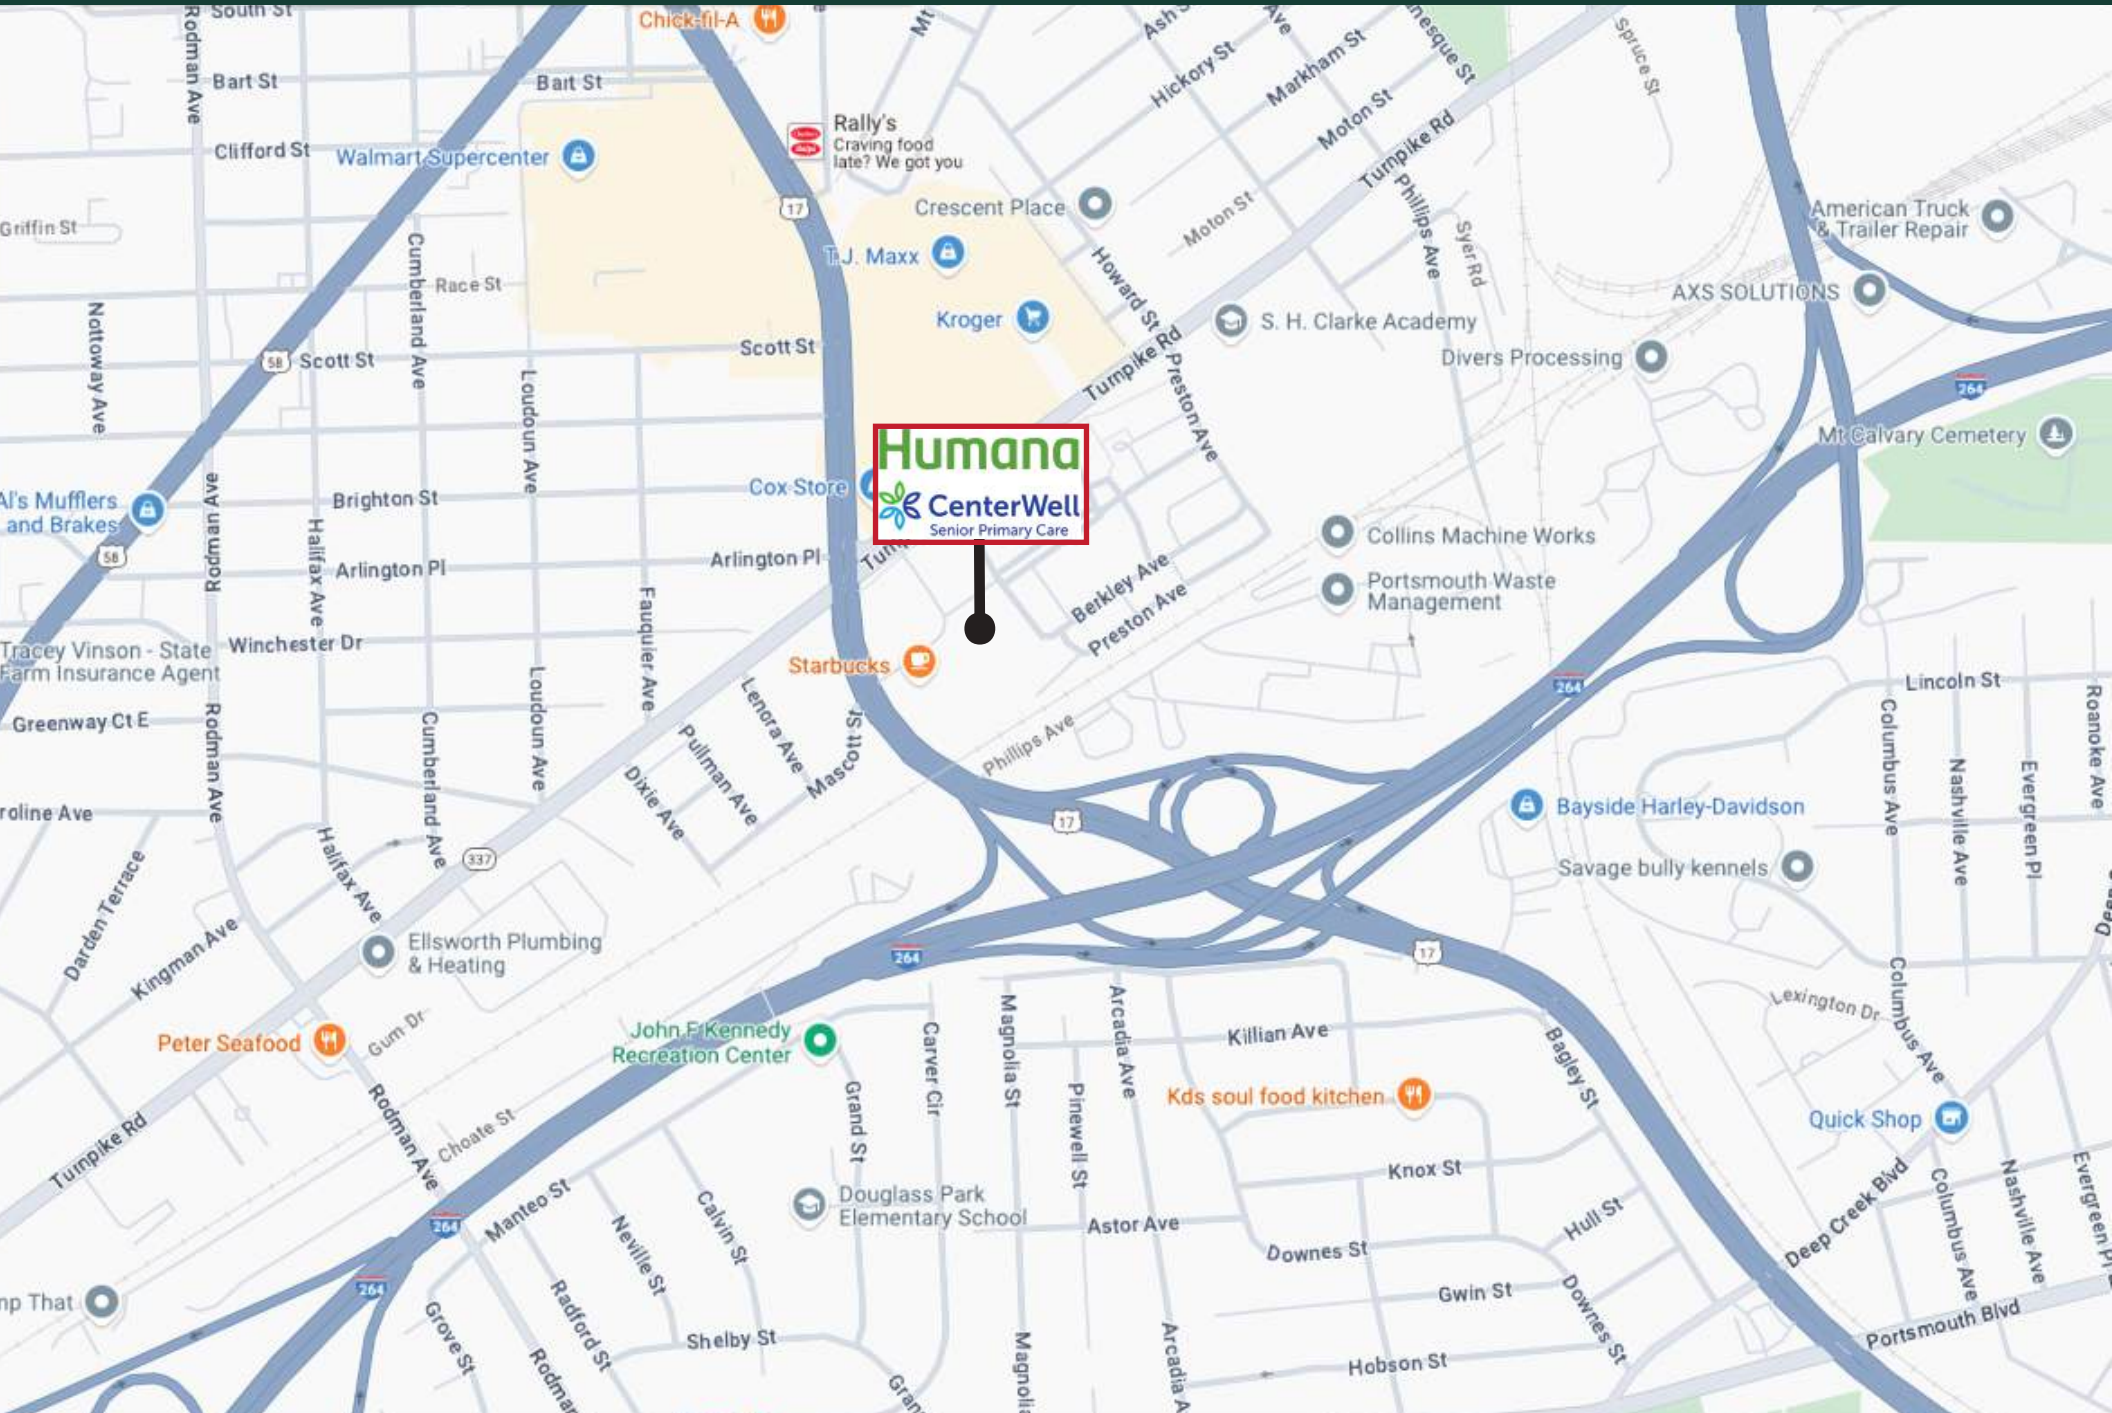 South St
Chick-fil-A
Mt
Ash S
Ave
nesque St
Spruce St
Rodman Ave
Bart St
Bart St
Hickory St
Markham St
Moton St
Turnpike Rd
Clifford St
Walmart Supercenter
Rally's
Craving food
late? We got you
17
Crescent Place
Moton St
Phillips Ave
Syer Rd
American Truck
& Trailer Repair
Griffin St
Cumberland Ave
Race St
T.J. Maxx
Howard St
AXS SOLUTIONS
Nottoway Ave
Kroger
S. H. Clarke Academy
58
Scott St
Scott St
Turnpike Rd
Preston Ave
Divers Processing
264
Loudoun Ave
Mt Calvary Cemetery
Humana
CenterWell
Senior Primary Care
Al's Mufflers
and Brakes
Rodman Ave
Brighton St
Cox Store
58
Halifax Ave
Arlington Pl
Arlington Pl
Turnp
Collins Machine Works
Berkley Ave
Preston Ave
Portsmouth Waste
Management
Fauquier Ave
Tracey Vinson - State
Farm Insurance Agent
Winchester Dr
Starbucks
264
Lincoln St
Greenway Ct E
Rodman Ave
Cumberland Ave
Loudoun Ave
Lenora Ave
Pullman Ave
Dixie Ave
Mascott St
Phillips Ave
Columbus Ave
Nashville Ave
Evergreen Pl
Roanoke Ave
roline Ave
17
Bayside Harley-Davidson
Darden Terrace
Halifax Ave
337
Savage bully kennels
Kingman Ave
Ellsworth Plumbing
& Heating
264
17
Peter Seafood
Gum Dr
John F Kennedy
Recreation Center
Carver Cir
Magnolia St
Arcadia Ave
Killian Ave
Bagley St
Lexington Dr
Columbus Ave
Turnpike Rd
Rodman Ave
Choate St
Grand St
Pinewell St
Kds soul food kitchen
Quick Shop
Knox St
264
Manteo St
Neville St
Calvin St
Douglass Park
Elementary School
Astor Ave
Downes St
Hull St
Deep Creek Blvd
Columbus Ave
Nashville Ave
Evergreen Pl
mp That
264
Grove St
Radford St
Gwin St
Downes St
Portsmouth Blvd
Shelby St
Hobson St
Rodman
Gran
Magnolia
Arcadia A